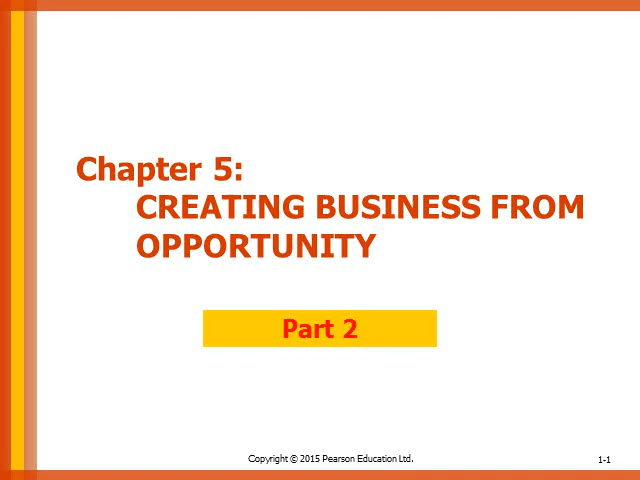 Chapter 5:
CREATING BUSINESS FROM
OPPORTUNITY
Part 2
Copyright © 2015 Pearson Education Ltd.
1-1